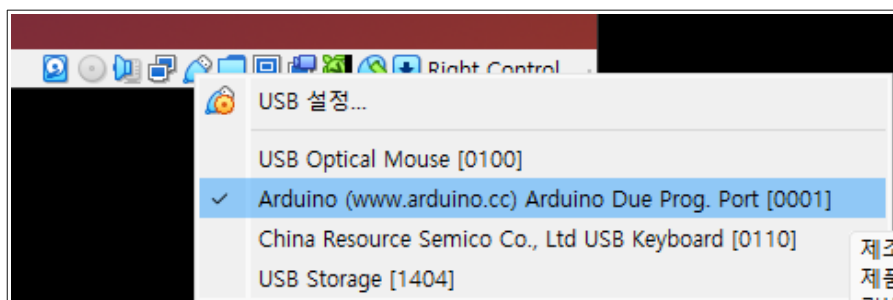 Right Control
USB 설정...
USB Optical Mouse [0100]
Arduino (www.arduino.cc) Arduino Due Prog. Port [0001]
China Resource Semico Co., Ltd USB Keyboard [0110]
USB Storage [1404]